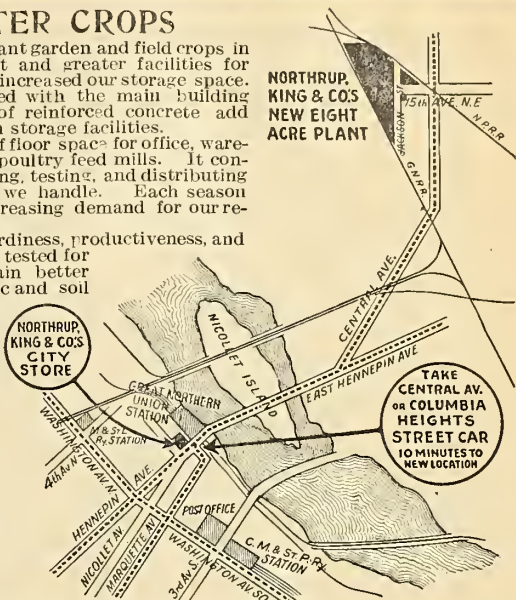 TER CROPS
ant garden and field crops in
t and greater facilities for
increased our storage space.
ed with the main building
of reinforced concrete add
n storage facilities.
f floor space for office, ware-
poultry feed mills. It con-
ng, testing, and distributing
we handle. Each season
creasing demand for our re-
rdiness, productiveness, and
tested for
ain better
c and soil
NORTHRUP,
KING & CO'S
NEW EIGHT
ACRE PLANT
JACKSON ST
15th AVE. N.E
N.P.R.R
G.N.R.R.
CENTRAL AVE.
NORTHRUP,
KING & CO'S.
CITY
STORE
NICOLLET ISLAND
EAST HENNEPIN AVE
GREAT NORTHERN
UNION
STATION
M & St L
Ry STATION
WASHINGTON AV. N
4th AV N
TAKE
CENTRAL AV.
OR COLUMBIA
HEIGHTS
STREET CAR
10 MINUTES TO
NEW LOCATION
HENNEPIN AVE.
NICOLLET AV.
MARQUETTE AV.
POST OFFICE
3rd AV S.
WASHINGTON AV. SO.
C. M. & ST. P. Ry.
STATION